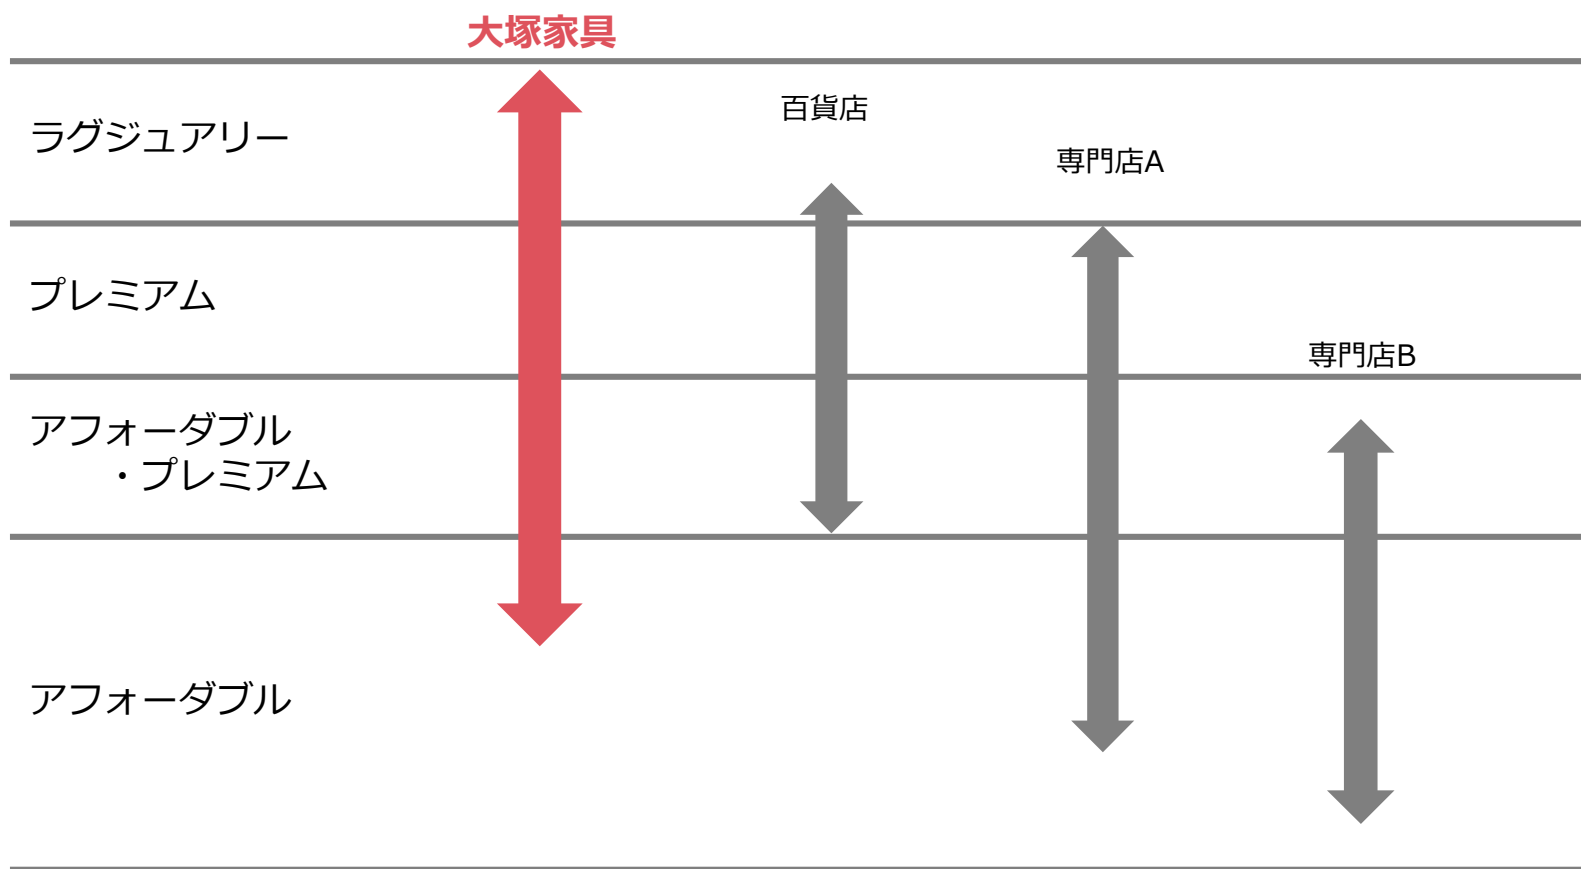 大塚家具
百貨店
ラグジュアリー
専門店A
プレミアム
専門店B
アフォーダブル
・プレミアム
アフォーダブル